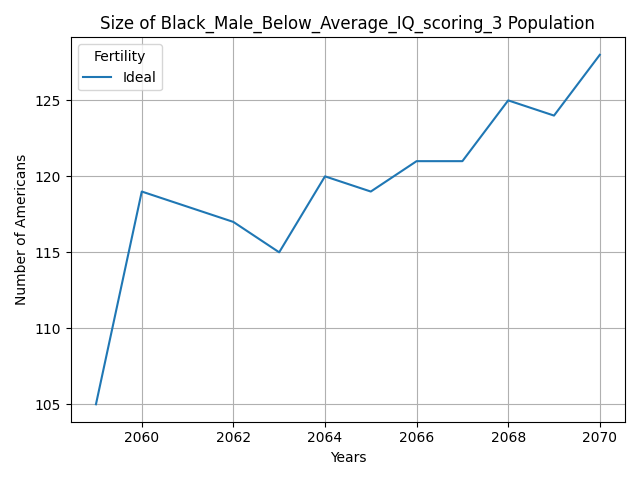 Size of Black_Male_Below_Average_IQ_scoring_3 Population
Fertility
Ideal
125
120
115
110
105
Number of Americans
2060 2062 2064 2066 2068 2070
Years